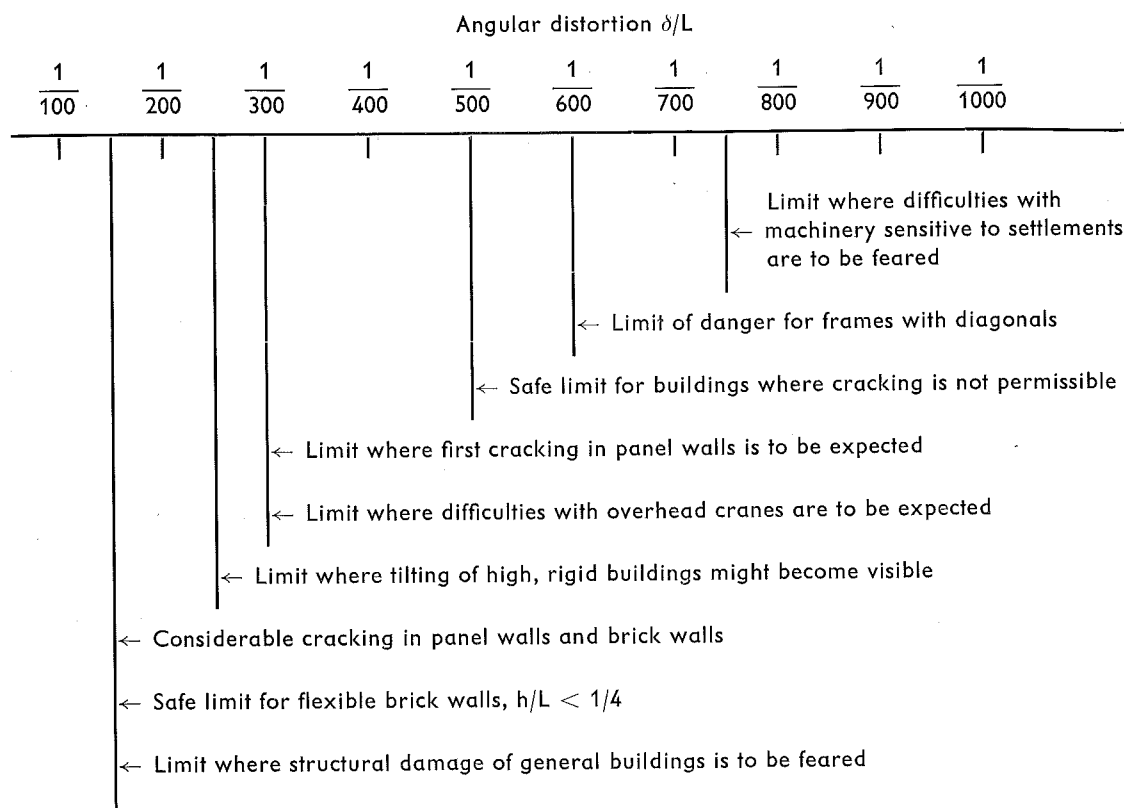 Angular distortion δ/L
1/100 1/200 1/300 1/400 1/500 1/600 1/700 1/800 1/900 1/1000
Limit where difficulties with
← machinery sensitive to settlements
are to be feared
← Limit of danger for frames with diagonals
← Safe limit for buildings where cracking is not permissible
← Limit where first cracking in panel walls is to be expected
← Limit where difficulties with overhead cranes are to be expected
← Limit where tilting of high, rigid buildings might become visible
← Considerable cracking in panel walls and brick walls
← Safe limit for flexible brick walls, h/L < 1/4
← Limit where structural damage of general buildings is to be feared